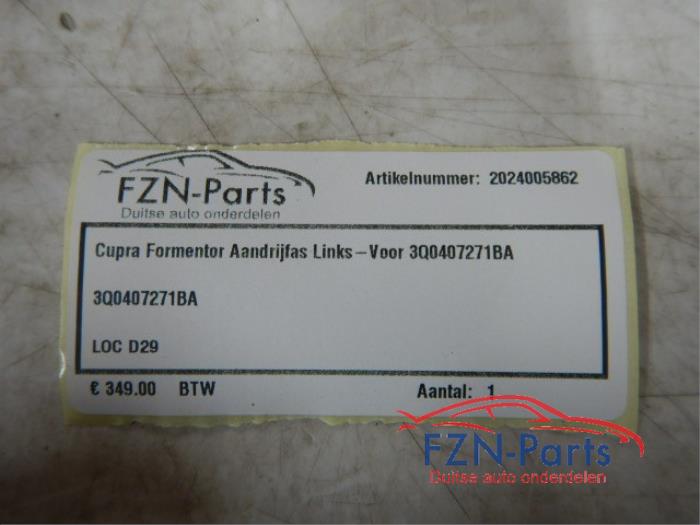 FZN-Parts
Duitse auto onderdelen
Artikelnummer: 2024005862
Cupra Formentor Aandrijfas Links-Voor 3Q0407271BA
3Q0407271BA
LOC D29
€ 349.00 BTW
Aantal: 1
FZN-Parts
Duitse auto onderdelen